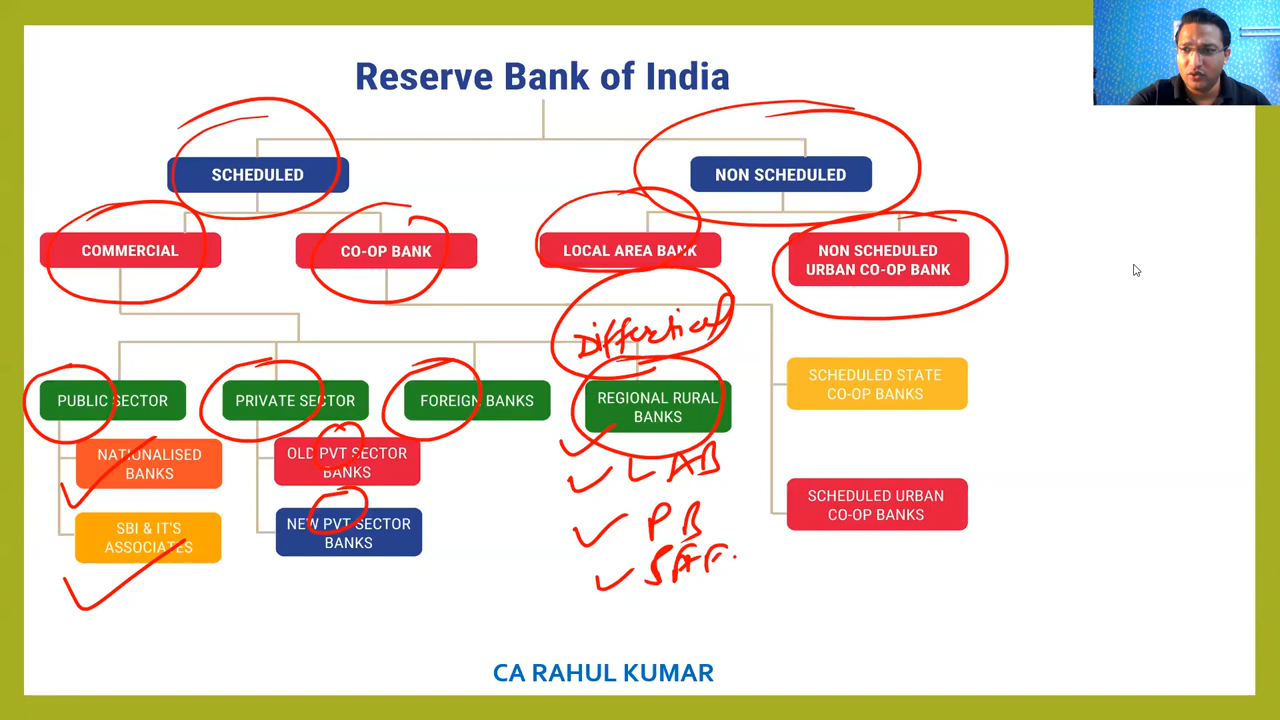 Reserve Bank of India
SCHEDULED
NON SCHEDULED
COMMERCIAL
CO-OP BANK
LOCAL AREA BANK
NON SCHEDULED
URBAN CO-OP BANK
PUBLIC SECTOR
PRIVATE SECTOR
FOREIGN BANKS
REGIONAL RURAL
BANKS
SCHEDULED STATE
CO-OP BANKS
NATIONALISED
BANKS
OLD PVT SECTOR
BANKS
LAB
SBI & IT'S
ASSOCIATES
NEW PVT SECTOR
BANKS
PB
SCHEDULED URBAN
CO-OP BANKS
CA RAHUL KUMAR